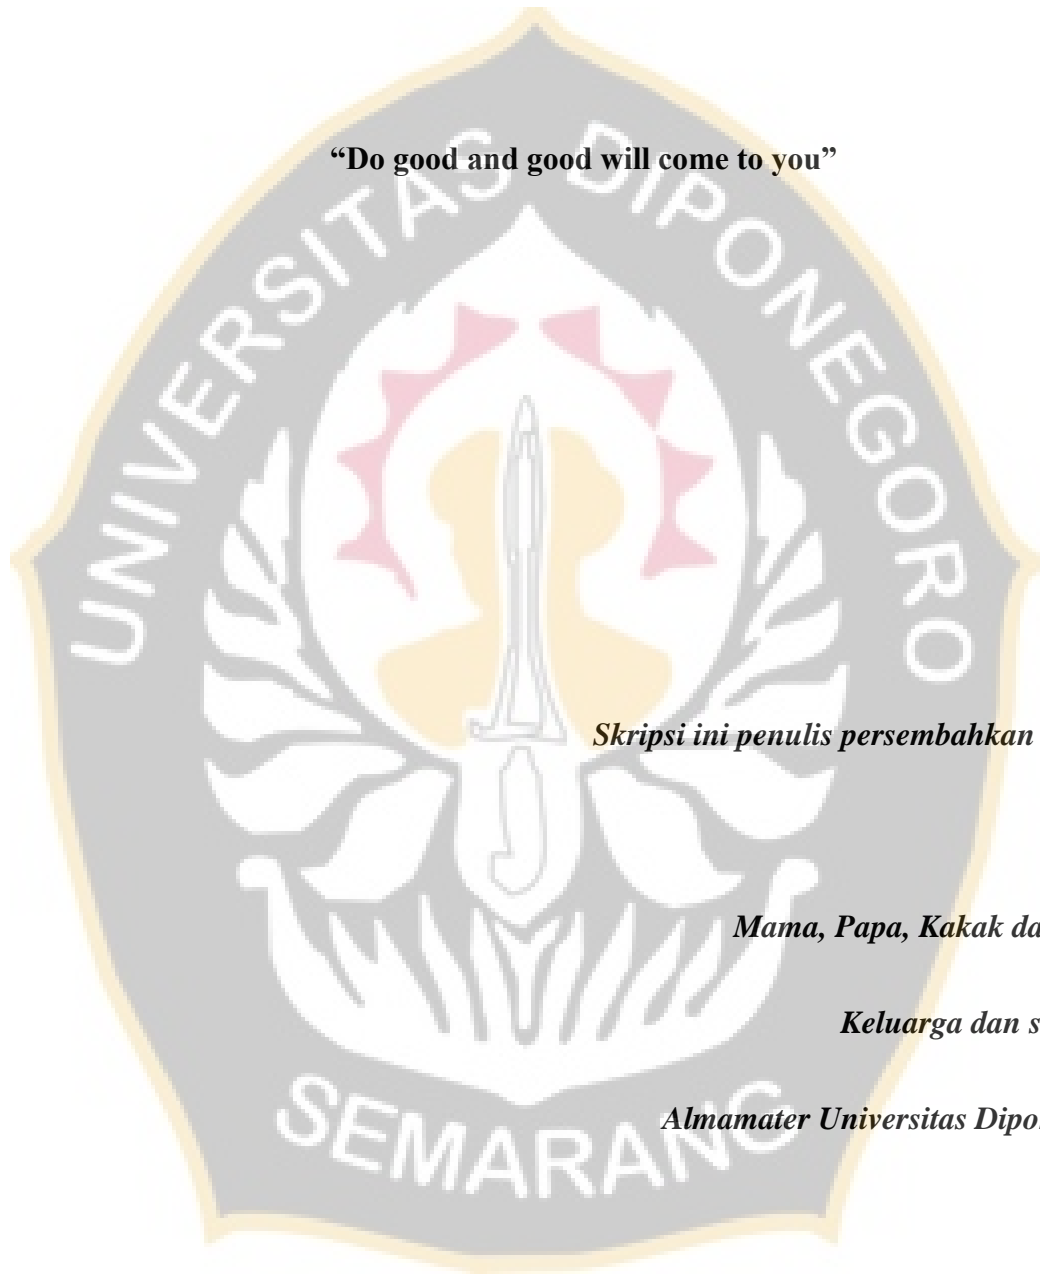 “Do good and good will come to you”
UNIVERSITAS DIPONEGORO
Skripsi ini penulis persembahkan
Mama, Papa, Kakak
Keluarga dan
Almamater Universitas
SEMARANG